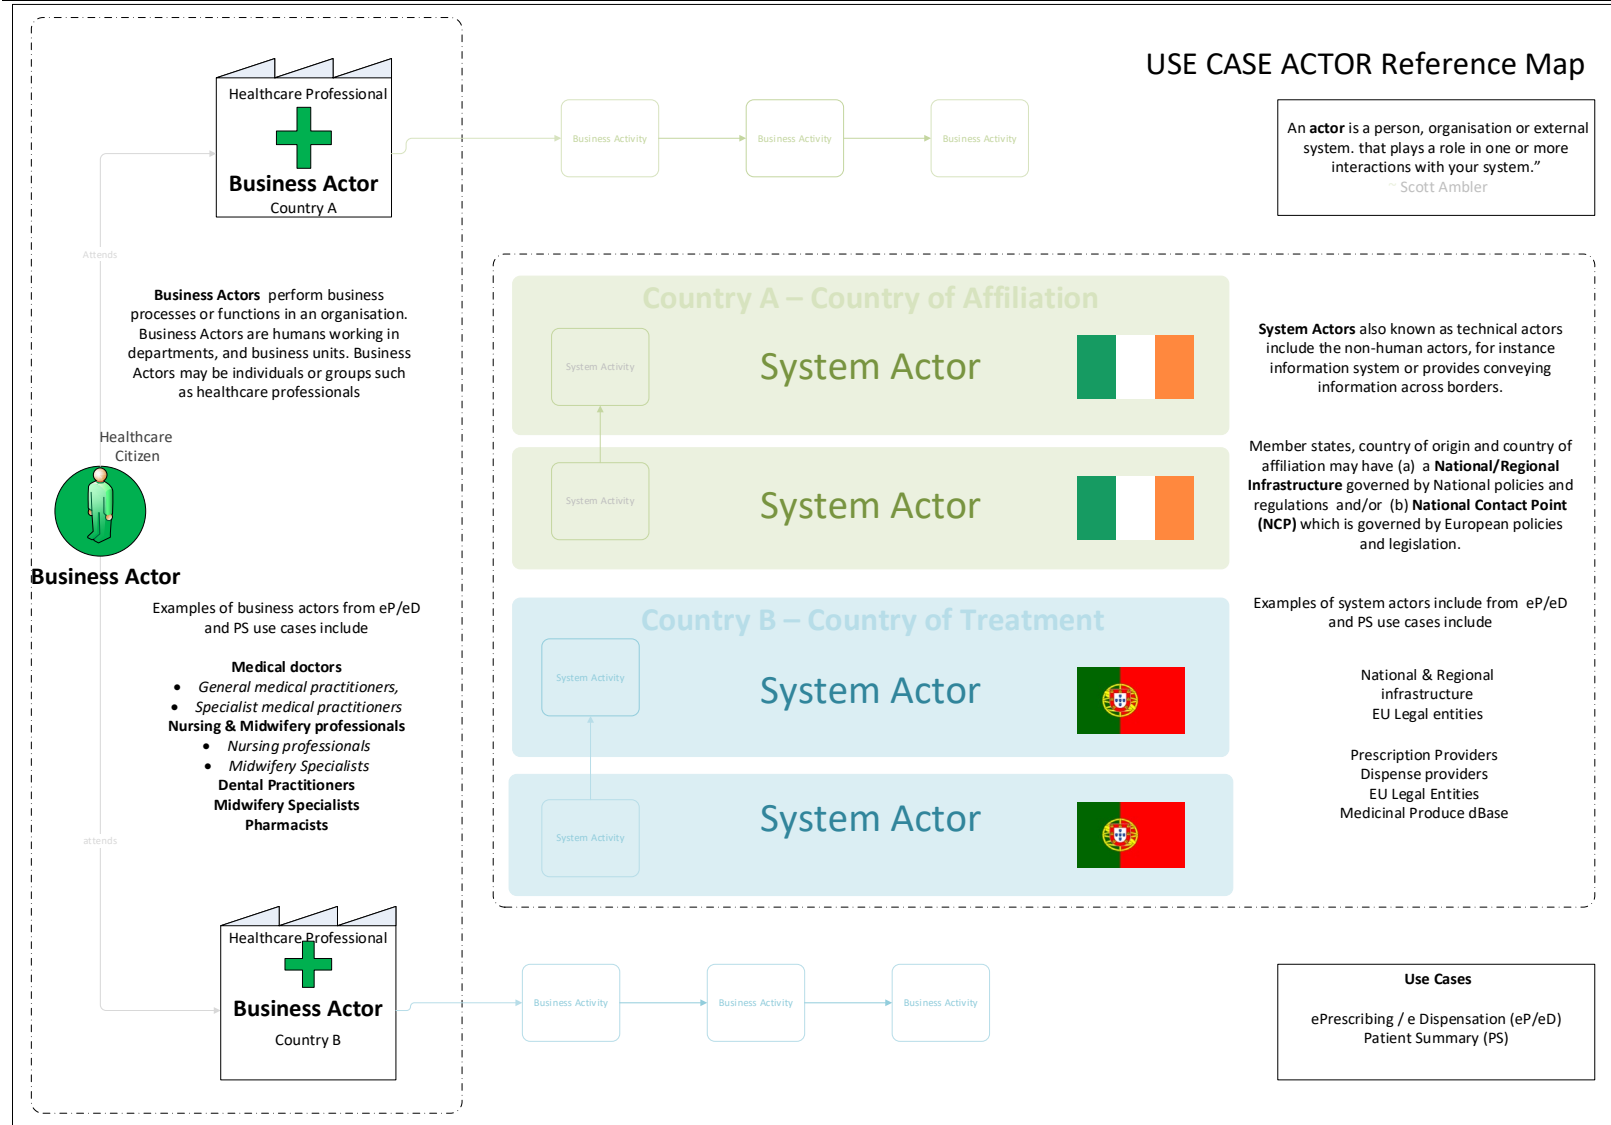 USE CASE ACTOR Reference Map
Healthcare Professional
Business Actor
Country A
Business Activity
Business Activity
Business Activity
An actor is a person, organisation or external
system. that plays a role in one or more
interactions with your system.”
~ Scott Ambler
Attends
Business Actors perform business
processes or functions in an organisation.
Business Actors are humans working in
departments, and business units. Business
Actors may be individuals or groups such
as healthcare professionals
Healthcare
Citizen
Business Actor
Examples of business actors from eP/eD
and PS use cases include
Medical doctors
• General medical practitioners,
• Specialist medical practitioners
Nursing & Midwifery professionals
• Nursing professionals
• Midwifery Specialists
Dental Practitioners
Midwifery Specialists
Pharmacists
attends
Country A – Country of Affiliation
System Activity
System Actor
System Activity
System Actor
Country B – Country of Treatment
System Activity
System Actor
System Activity
System Actor
System Actors also known as technical actors
include the non-human actors, for instance
information system or provides conveying
information across borders.
Member states, country of origin and country of
affiliation may have (a) a National/Regional
Infrastructure governed by National policies and
regulations and/or (b) National Contact Point
(NCP) which is governed by European policies
and legislation.
Examples of system actors include from eP/eD
and PS use cases include
National & Regional
infrastructure
EU Legal entities
Prescription Providers
Dispense providers
EU Legal Entities
Medicinal Produce dBase
Healthcare Professional
Business Actor
Country B
Business Activity
Business Activity
Business Activity
Use Cases
ePrescribing / e Dispensation (eP/eD)
Patient Summary (PS)